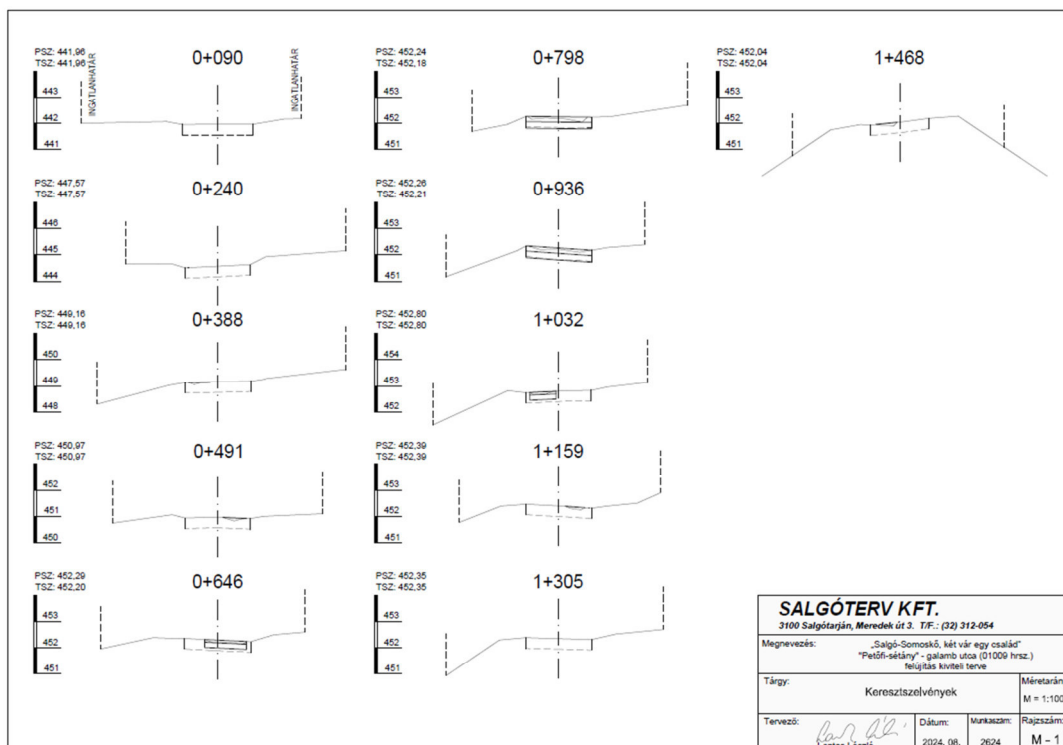 PSZ: 441,96
TSZ: 441,96
INGATLANHATÁR
0+090
INGATLANHATÁR
443
442
441
PSZ: 447,57
TSZ: 447,57
0+240
446
445
444
PSZ: 449,16
TSZ: 449,16
0+388
450
449
448
PSZ: 450,97
TSZ: 450,97
0+491
452
451
450
PSZ: 452,29
TSZ: 452,20
0+646
453
452
451
PSZ: 452,24
TSZ: 452,18
0+798
453
452
451
PSZ: 452,26
TSZ: 452,21
0+936
453
452
451
PSZ: 452,80
TSZ: 452,80
1+032
454
453
452
PSZ: 452,39
TSZ: 452,39
1+159
453
452
451
PSZ: 452,35
TSZ: 452,35
1+305
453
452
451
PSZ: 452,04
TSZ: 452,04
1+468
453
452
451
SALGÓTERV KFT.
3100 Salgótarján, Meredek út 3. T/F.: (32) 312-054
Megnevezés:
„Salgó-Somoskő, két vár egy család"
"Petőfi-sétány" - galamb utca (01009 hrsz.)
felújítás kiviteli terve
Tárgy:
Keresztszelvények
Méretarán
M = 1:100
Tervező:
Dátum:
2024. 08.
Munkaszám:
2624
Rajzszám:
M - 1